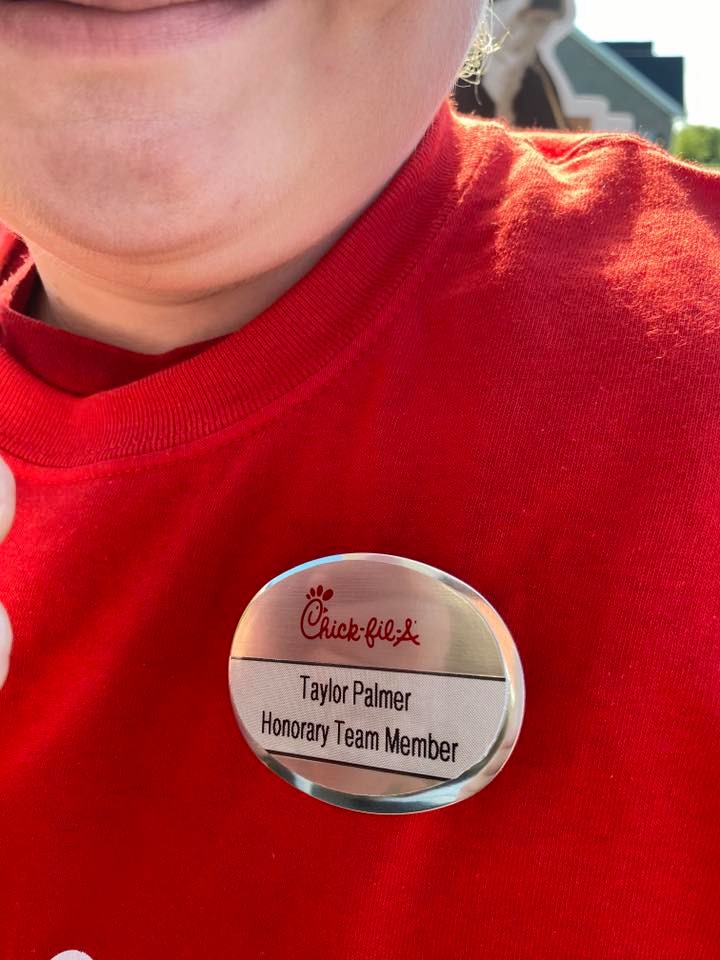 Chick-fil-A
Taylor Palmer
Honorary Team Member